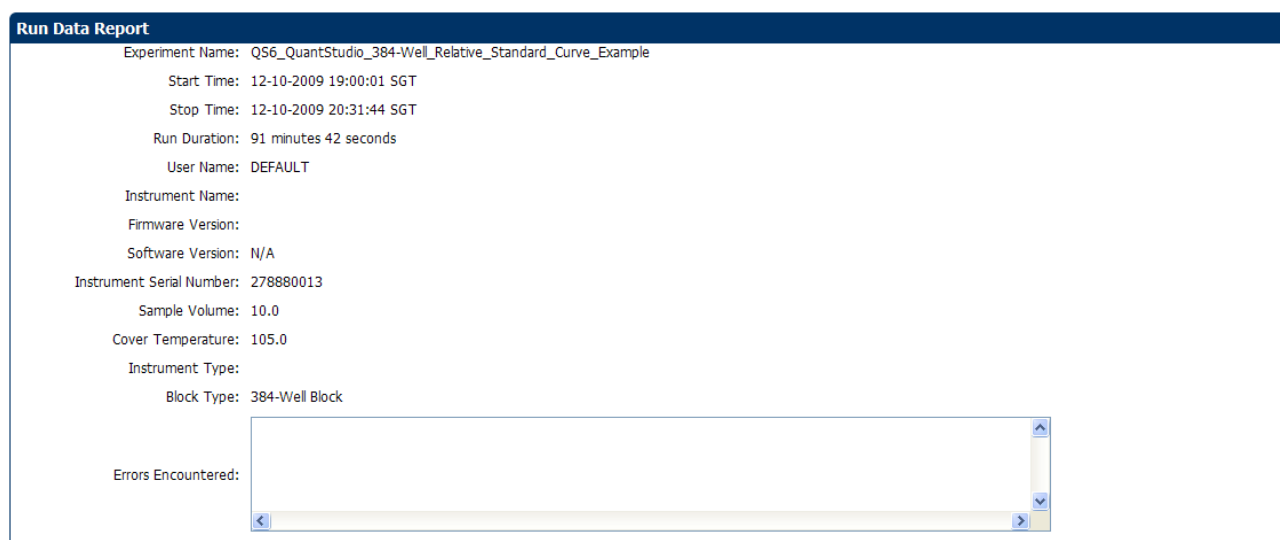 Run Data Report
Experiment Name: QS6_QuantStudio_384-Well_Relative_Standard_Curve_Example
Start Time: 12-10-2009 19:00:01 SGT
Stop Time: 12-10-2009 20:31:44 SGT
Run Duration: 91 minutes 42 seconds
User Name: DEFAULT
Instrument Name:
Firmware Version:
Software Version: N/A
Instrument Serial Number: 278880013
Sample Volume: 10.0
Cover Temperature: 105.0
Instrument Type:
Block Type: 384-Well Block
Errors Encountered: